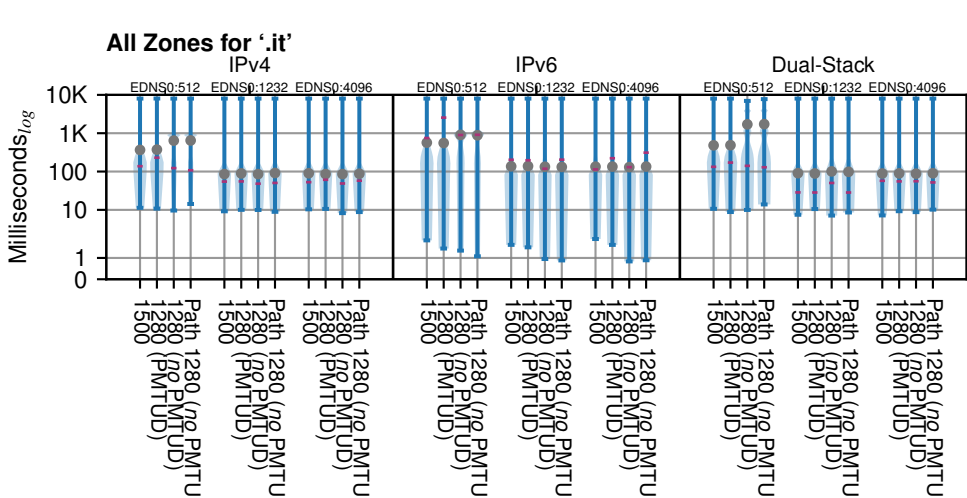 All Zones for ‘.it’
IPv4 IPv6 Dual-Stack
EDNS0:512 EDNS0:1232 EDNS0:4096 EDNS0:512 EDNS0:1232 EDNS0:4096 EDNS0:512 EDNS0:1232 EDNS0:4096
Milliseconds_log
10K
1K
100
10
1
0
1500
1280 (PMTUD)
1280 (no PMTUD)
Path 1280 (no PMTU
1500
1280 (PMTUD)
1280 (no PMTUD)
Path 1280 (no PMTU
1500
1280 (PMTUD)
1280 (no PMTUD)
Path 1280 (no PMTU
1500
1280 (PMTUD)
1280 (no PMTUD)
Path 1280 (no PMTU
1500
1280 (PMTUD)
1280 (no PMTUD)
Path 1280 (no PMTU
1500
1280 (PMTUD)
1280 (no PMTUD)
Path 1280 (no PMTU
1500
1280 (PMTUD)
1280 (no PMTUD)
Path 1280 (no PMTU
1500
1280 (PMTUD)
1280 (no PMTUD)
Path 1280 (no PMTU
1500
1280 (PMTUD)
1280 (no PMTUD)
Path 1280 (no PMTU